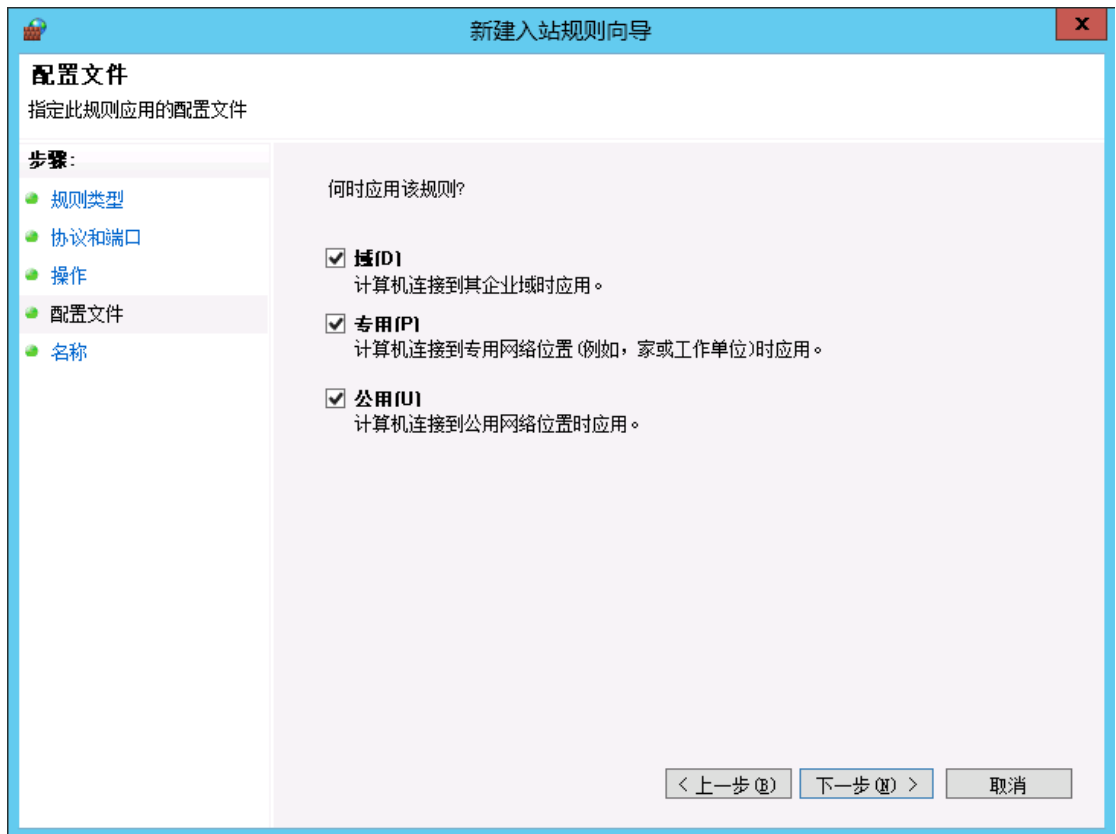 新建入站规则向导
x
配置文件
指定此规则应用的配置文件
步骤:
规则类型
协议和端口
操作
配置文件
名称
何时应用该规则?
域(D)
计算机连接到其企业域时应用。
专用(P)
计算机连接到专用网络位置(例如，家或工作单位)时应用。
公用(U)
计算机连接到公用网络位置时应用。
< 上一步(B)
下一步(N) >
取消